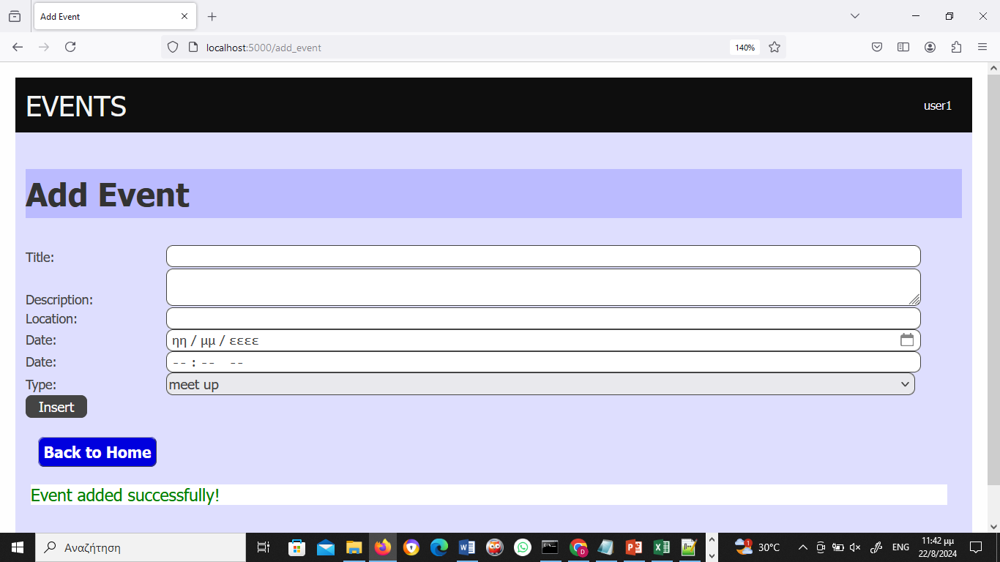 Add Event
localhost:5000/add_event
140%
EVENTS
user1
Add Event
Title:
Description:
Location:
Date:
ηη / μμ / εεεε
Date:
-- : -- --
Type:
meet up
Insert
Back to Home
Event added successfully!
Αναζήτηση
1
D
30°C
ENG
11:42 μμ
22/8/2024